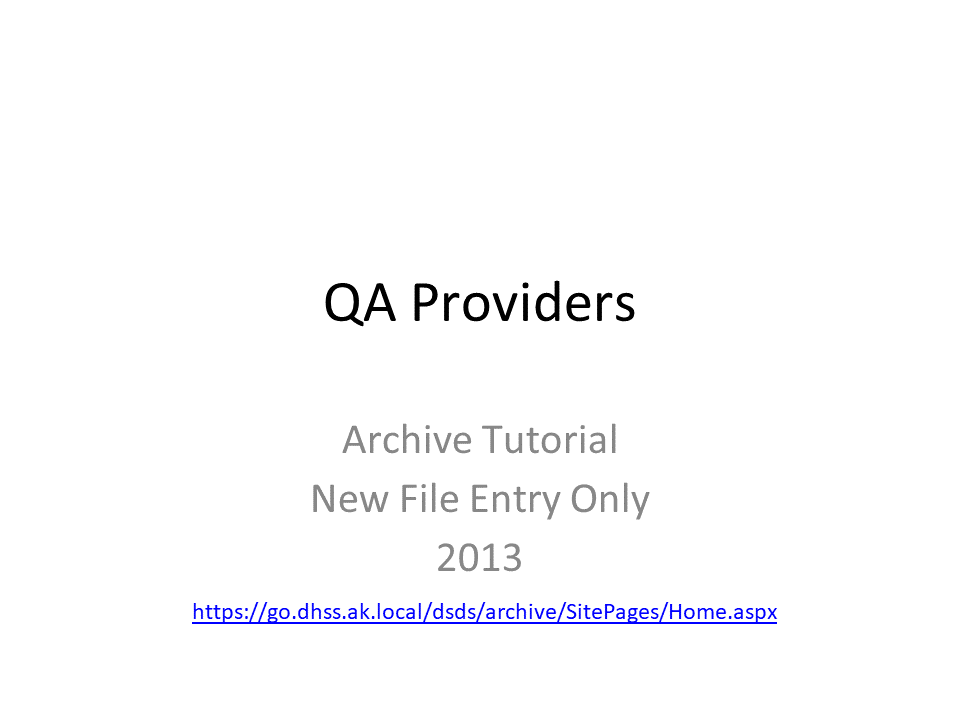 QA Providers
Archive Tutorial
New File Entry Only
2013
https://go.dhss.ak.local/dsds/archive/SitePages/Home.aspx